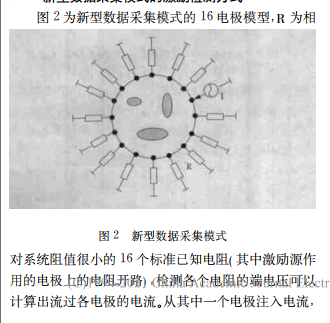 图 2 为新型数据采集模式的 16 电极模型, R 为相
I
R
图 2 新型数据采集模式
对系统阻值很小的 16 个标准已知电阻( 其中激励源作
用的电极上的电阻开路) , 检测各个电阻的端电压可以
计算出流过各电极的电流。从其中一个电极注入电流,